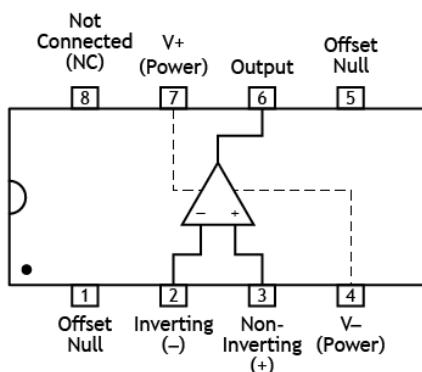 Not
Connected
(NC)
V+
(Power)
Output
Offset
Null
8
7
6
5
– +
1
2
3
4
Offset
Null
Inverting
(–)
Non-
Inverting
(+)
V–
(Power)